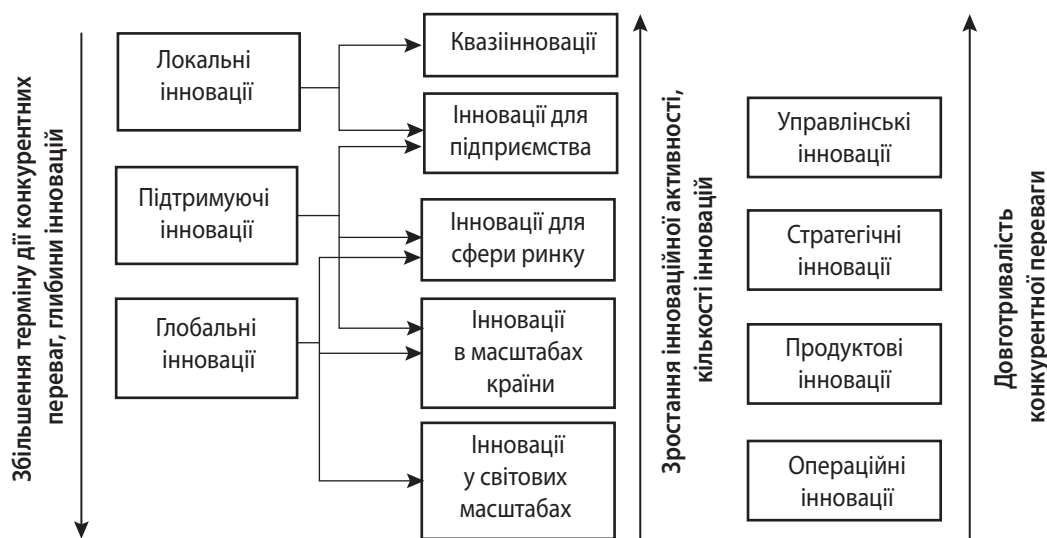 Збільшення терміну дії конкурентних
переваг, глибини інновацій
Локальні
інновації
Підтримуючі
інновації
Глобальні
інновації
Квазіінновації
Інновації для
підприємства
Інновації для
сфери ринку
Інновації
в масштабах
країни
Інновації
у світових
масштабах
Зростання інноваційної активності,
кількості інновацій
Управлінські
інновації
Стратегічні
інновації
Продуктові
інновації
Операційні
інновації
Довготривалість
конкурентної переваги